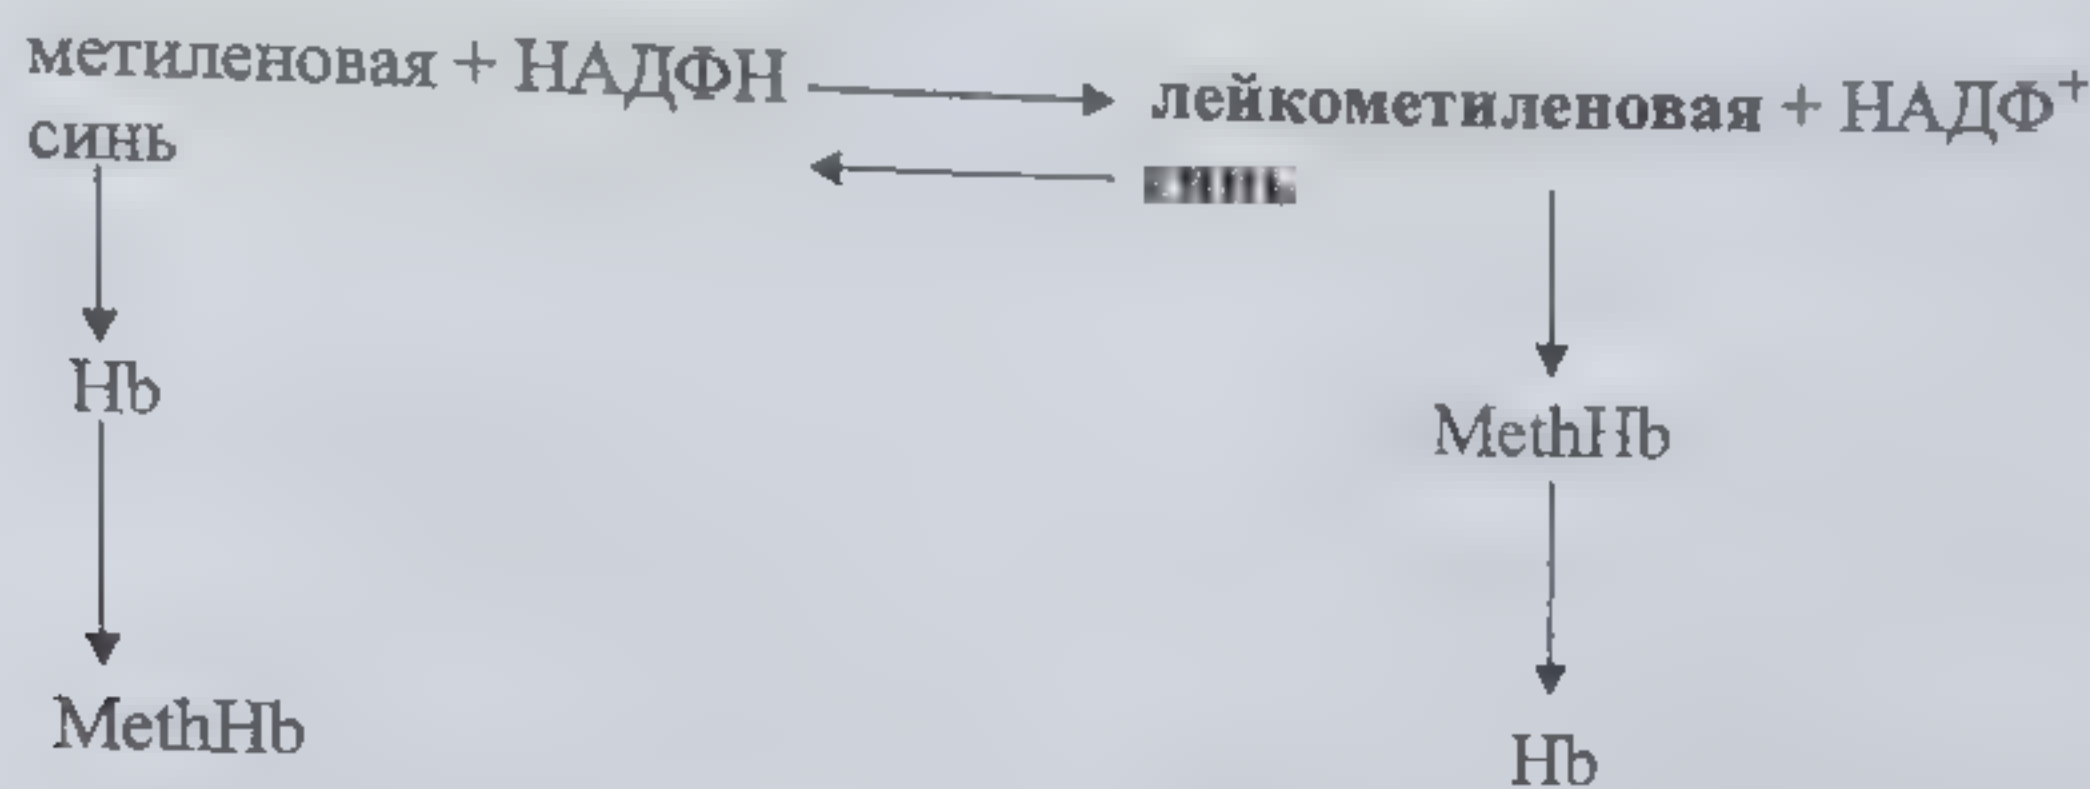 метиленовая + НАДФН
лейкометиленовая + НАДФ⁺
синь
Hb
MethHb
MethHb
Hb